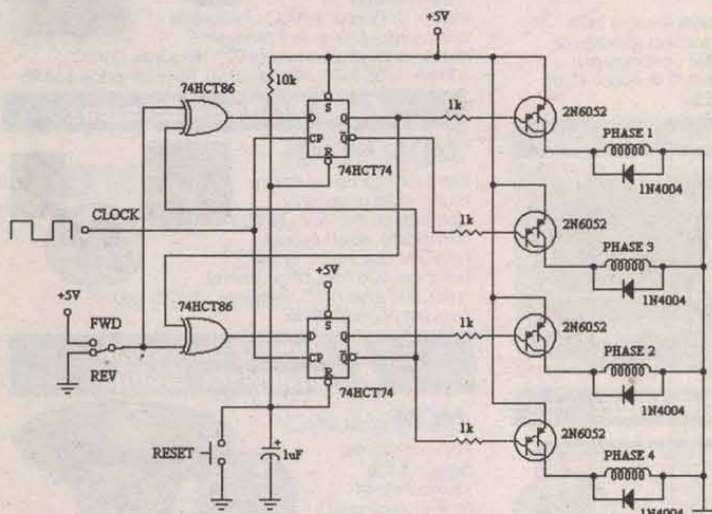 +5V
74HCT86
10k
S
D
Q
CP
Q
R
74HCT74
1k
2N6052
PHASE 1
1N4004
CLOCK
1k
2N6052
PHASE 3
1N4004
+5V
FWD
REV
74HCT86
+5V
S
D
Q
CP
Q
R
74HCT74
1k
2N6052
PHASE 2
1N4004
RESET
+
1uF
1k
2N6052
PHASE 4
1N4004
+5V